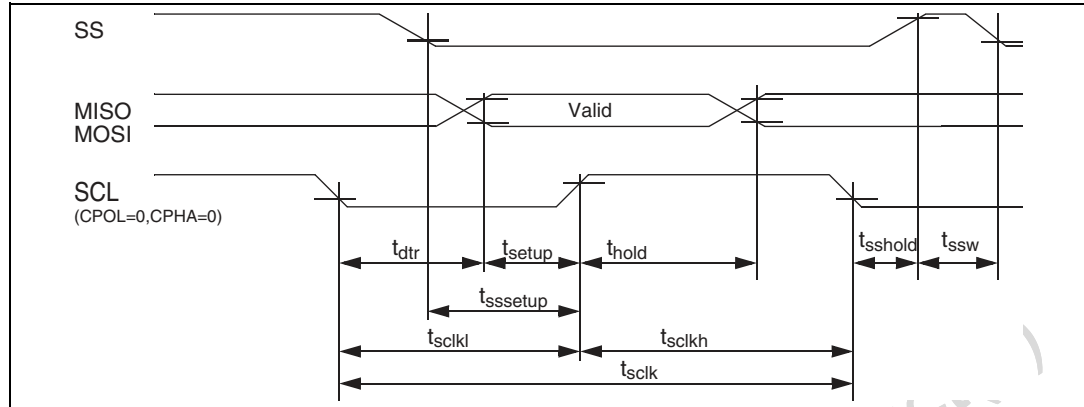 SS
MISO
MOSI
Valid
SCL
(CPOL=0,CPHA=0)
tdtr
tsetup
thold
tsshold
tssw
tsssetup
tsclkl
tsclkh
tsclk